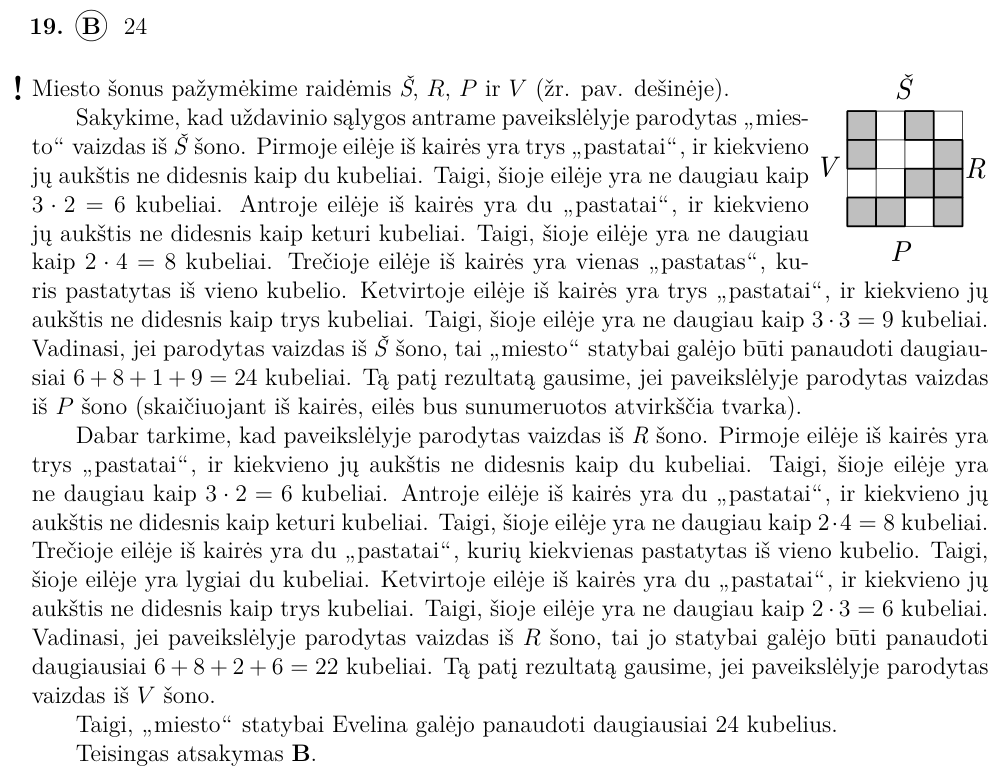 19. B 24
! Miesto šonus pažymėkime raidėmis Š, R, P ir V (žr. pav. dešinėje).
Sakykime, kad uždavinio sąlygos antrame paveikslėlyje parodytas „mies-
to“ vaizdas iš Š šono. Pirmoje eilėje iš kairės yra trys „pastatai“, ir kiekvieno
jų aukštis ne didesnis kaip du kubeliai. Taigi, šioje eilėje yra ne daugiau kaip
3 · 2 = 6 kubeliai. Antroje eilėje iš kairės yra du „pastatai“, ir kiekvieno
jų aukštis ne didesnis kaip keturi kubeliai. Taigi, šioje eilėje yra ne daugiau
kaip 2 · 4 = 8 kubeliai. Trečioje eilėje iš kairės yra vienas „pastatas“, ku-
ris pastatytas iš vieno kubelio. Ketvirtoje eilėje iš kairės yra trys „pastatai“, ir kiekvieno jų
aukštis ne didesnis kaip trys kubeliai. Taigi, šioje eilėje yra ne daugiau kaip 3 · 3 = 9 kubeliai.
Vadinasi, jei parodytas vaizdas iš Š šono, tai „miesto“ statybai galėjo būti panaudoti daugiau-
siai 6 + 8 + 1 + 9 = 24 kubeliai. Tą patį rezultatą gausime, jei paveikslėlyje parodytas vaizdas
iš P šono (skaičiuojant iš kairės, eilės bus sunumeruotos atvirkščia tvarka).
Dabar tarkime, kad paveikslėlyje parodytas vaizdas iš R šono. Pirmoje eilėje iš kairės yra
trys „pastatai“, ir kiekvieno jų aukštis ne didesnis kaip du kubeliai. Taigi, šioje eilėje yra
ne daugiau kaip 3 · 2 = 6 kubeliai. Antroje eilėje iš kairės yra du „pastatai“, ir kiekvieno jų
aukštis ne didesnis kaip keturi kubeliai. Taigi, šioje eilėje yra ne daugiau kaip 2 · 4 = 8 kubeliai.
Trečioje eilėje iš kairės yra du „pastatai“, kurių kiekvienas pastatytas iš vieno kubelio. Taigi,
šioje eilėje yra lygiai du kubeliai. Ketvirtoje eilėje iš kairės yra du „pastatai“, ir kiekvieno jų
aukštis ne didesnis kaip trys kubeliai. Taigi, šioje eilėje yra ne daugiau kaip 2 · 3 = 6 kubeliai.
Vadinasi, jei paveikslėlyje parodytas vaizdas iš R šono, tai jo statybai galėjo būti panaudoti
daugiausiai 6 + 8 + 2 + 6 = 22 kubeliai. Tą patį rezultatą gausime, jei paveikslėlyje parodytas
vaizdas iš V šono.
Taigi, „miesto“ statybai Evelina galėjo panaudoti daugiausiai 24 kubelius.
Teisingas atsakymas B.
Š
V
R
P